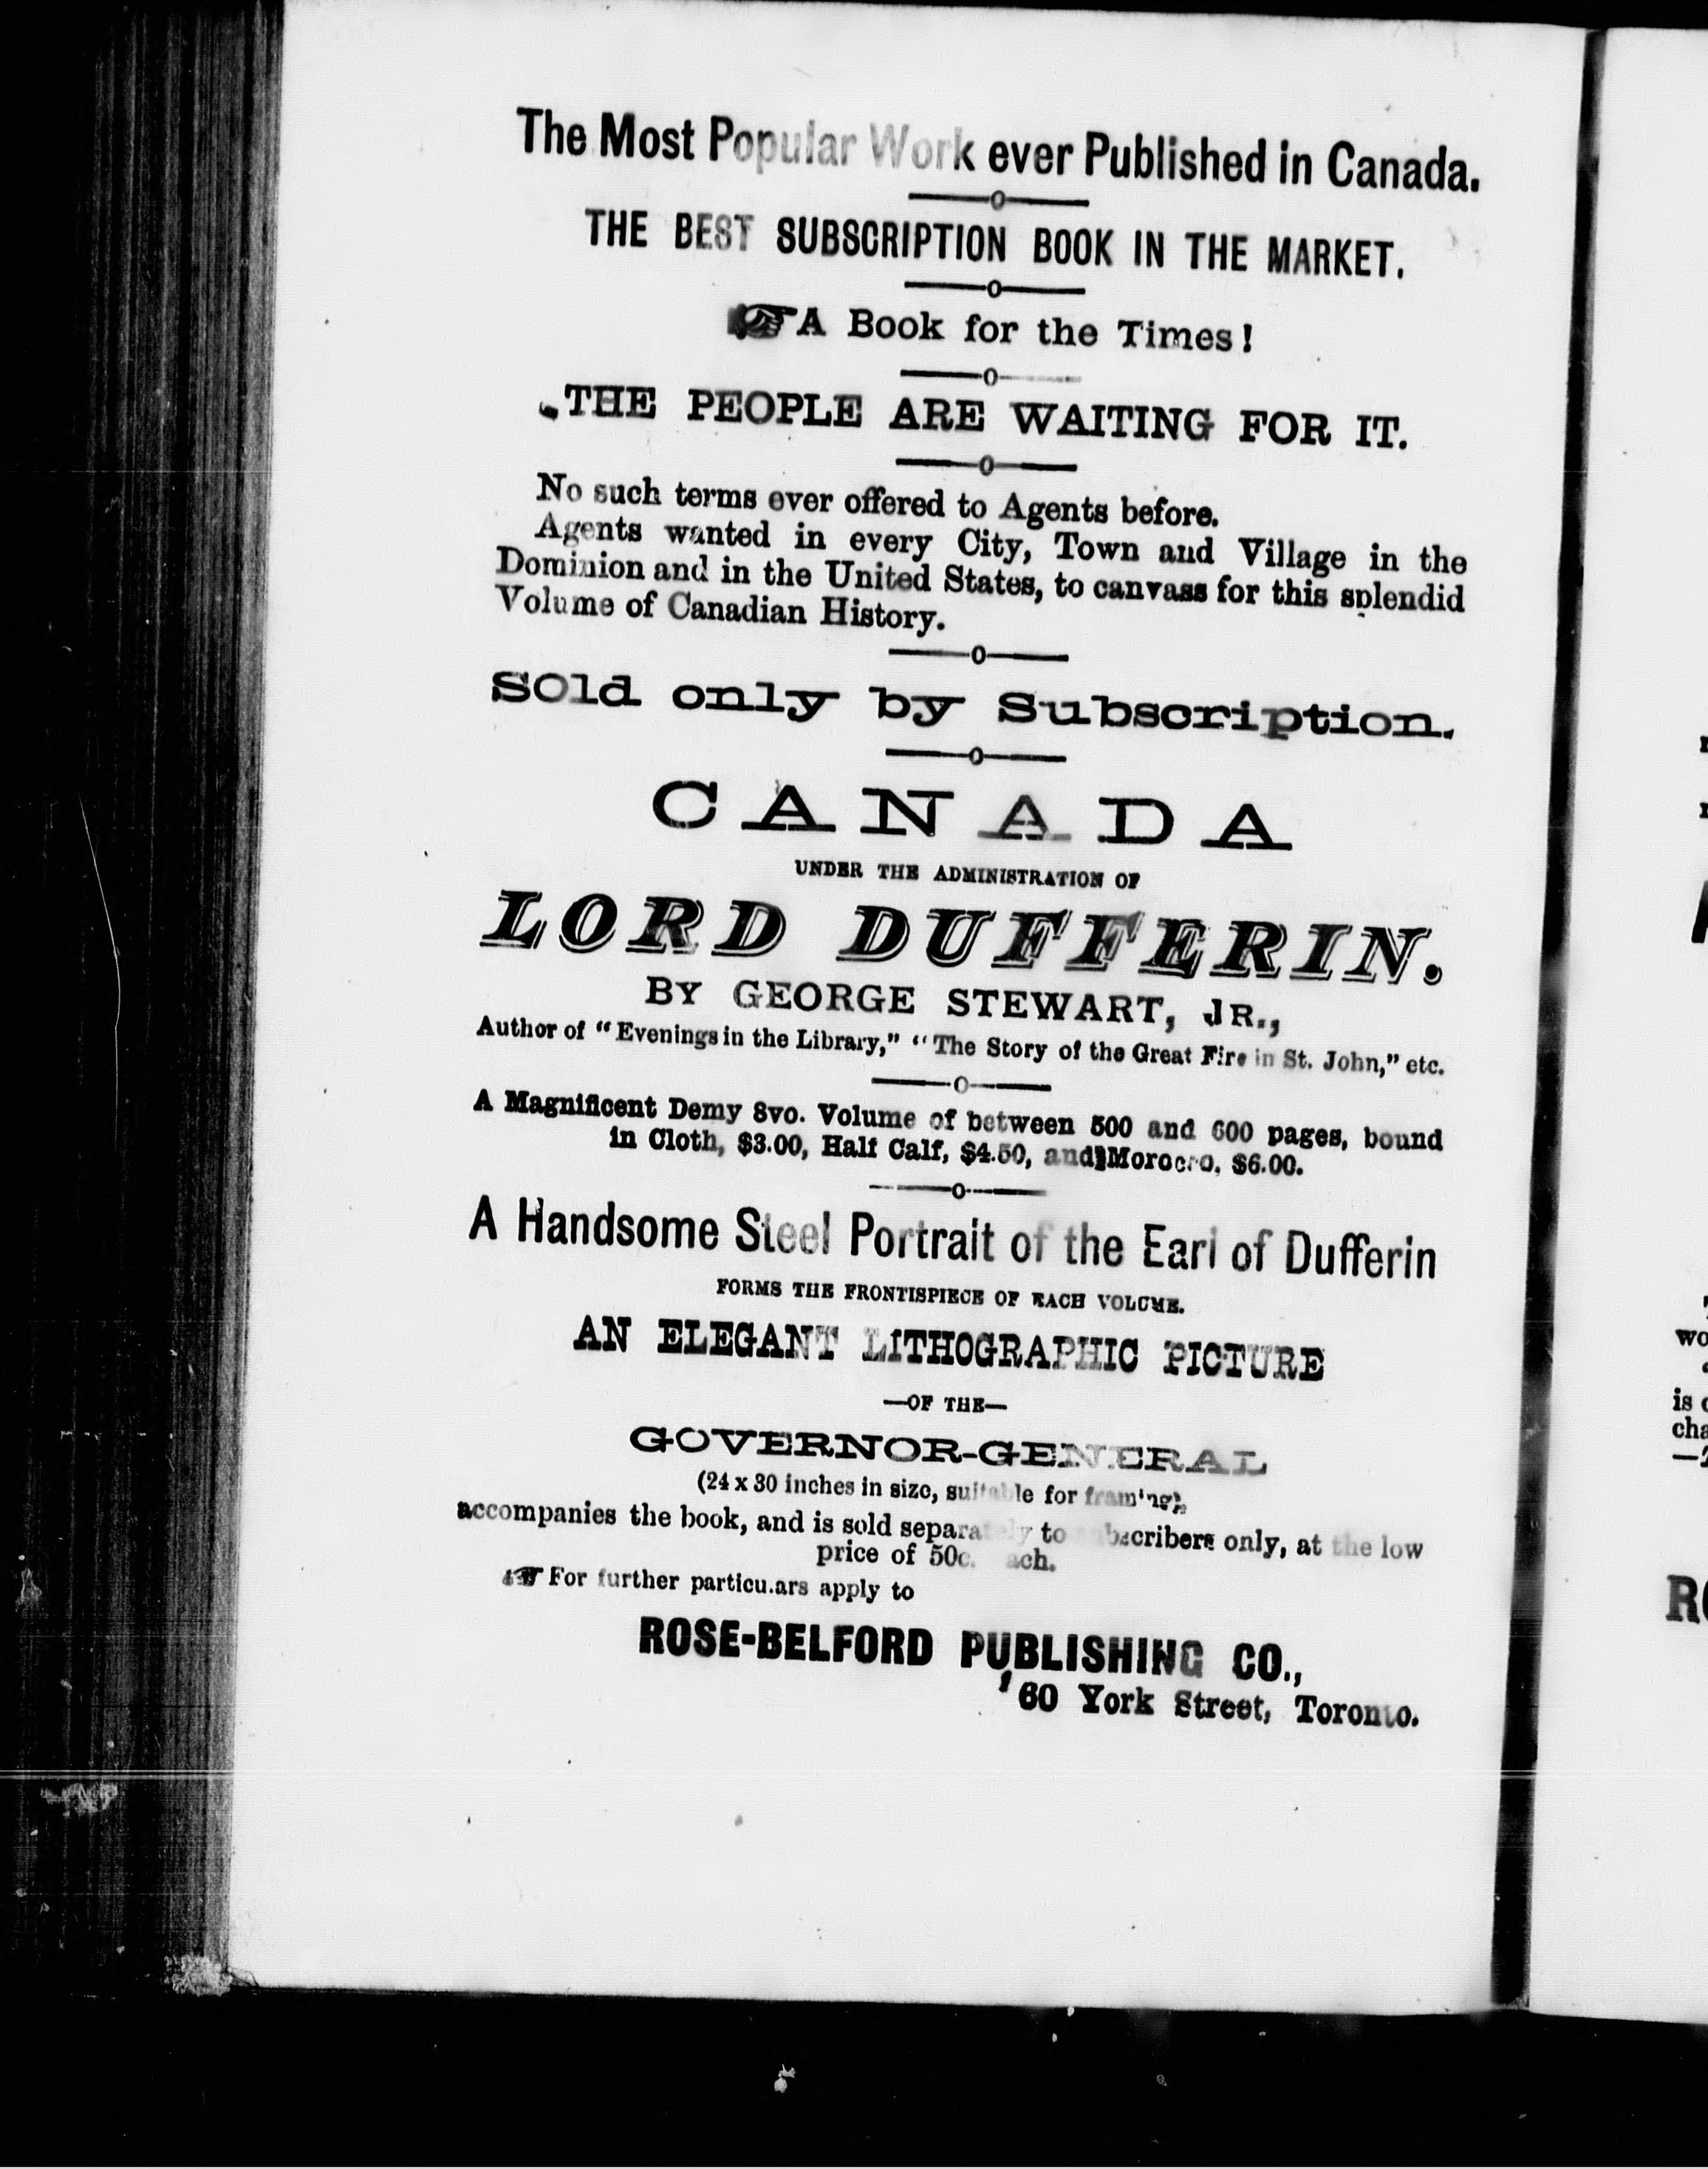 The Most Popular Work ever Published in Canada.
THE BEST SUBSCRIPTION BOOK IN THE MARKET.
☞ A Book for the Times!
THE PEOPLE ARE WAITING FOR IT.
No such terms ever offered to Agents before.
Agents wanted in every City, Town and Village in the
Dominion and in the United States, to canvass for this splendid
Volume of Canadian History.
Sold only by Subscription.
CANADA
UNDER THE ADMINISTRATION OF
LORD DUFFERIN.
BY GEORGE STEWART, JR.,
Author of "Evenings in the Library," "The Story of the Great Fire in St. John," etc.
A Magnificent Demy 8vo. Volume of between 500 and 600 pages, bound
in Cloth, $3.00, Half Calf, $4.50, and Morocco, $6.00.
A Handsome Steel Portrait of the Earl of Dufferin
FORMS THE FRONTISPIECE OF EACH VOLUME.
AN ELEGANT LITHOGRAPHIC PICTURE
—OF THE—
GOVERNOR-GENERAL
(24 x 30 inches in size, suitable for framing),
accompanies the book, and is sold separately to subscribers only, at the low
price of 50c. each.
☞ For further particulars apply to
ROSE-BELFORD PUBLISHING CO.,
60 York Street, Toronto.
wo
is
cha